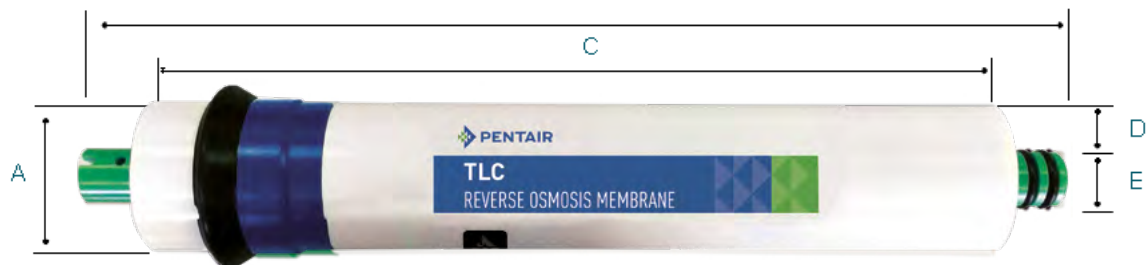 C
A
D
E
PENTAIR
TLC
REVERSE OSMOSIS MEMBRANE